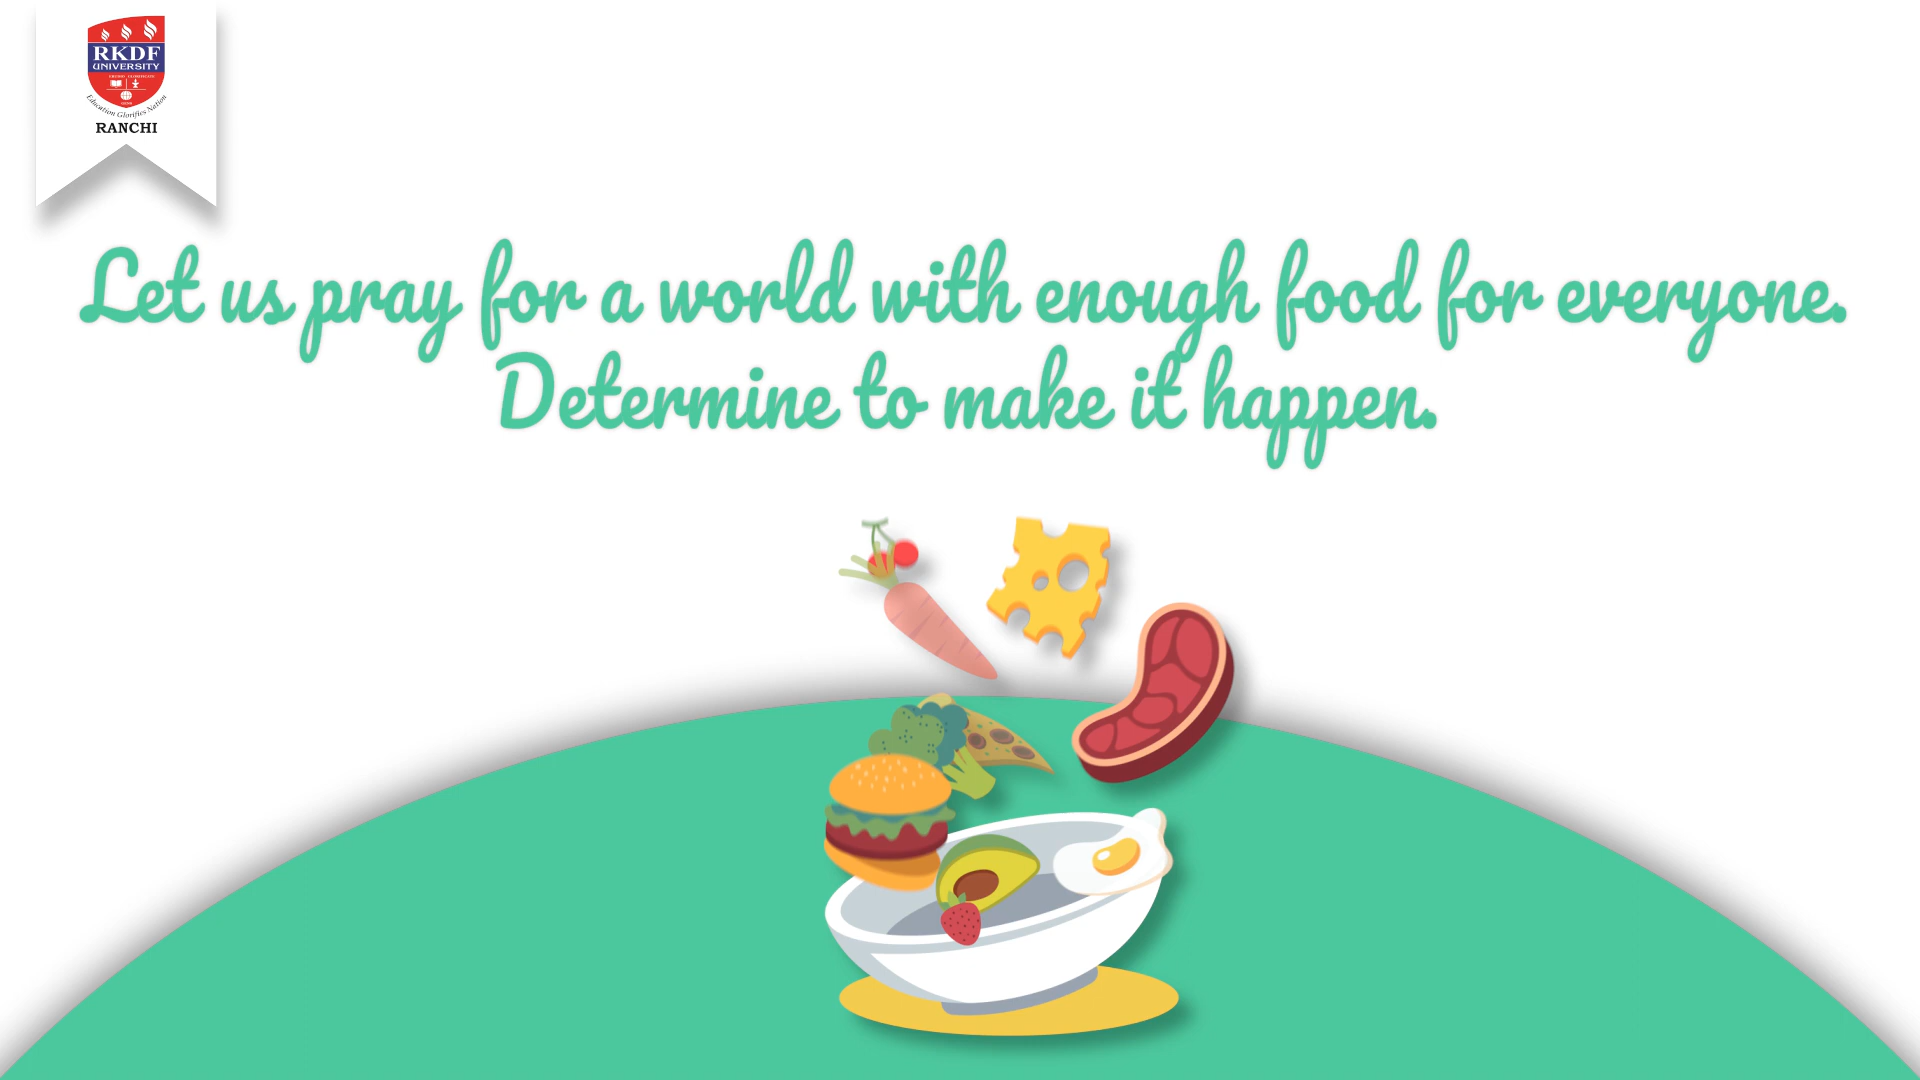 RKDF
UNIVERSITY
Education Glorifies Nation
RANCHI
Let us pray for a world with enough food for everyone.
Determine to make it happen.